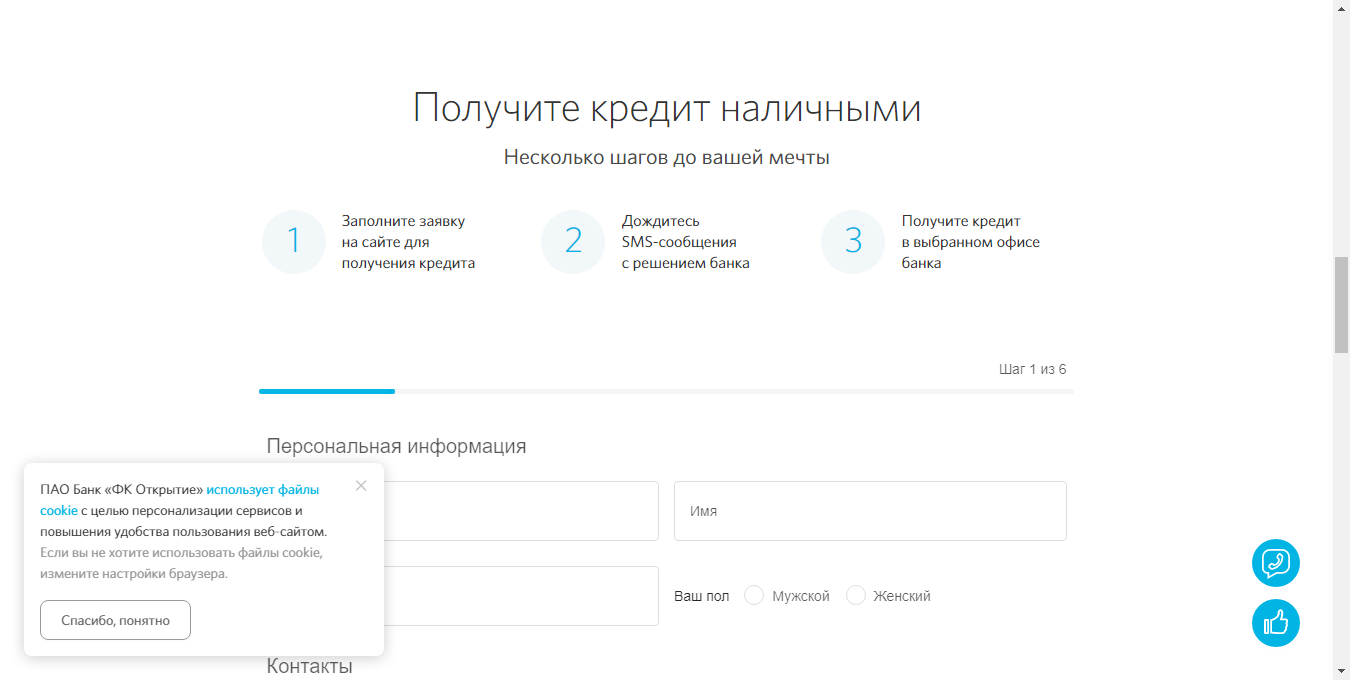 Получите кредит наличными
Несколько шагов до вашей мечты
1
Заполните заявку
на сайте для
получения кредита
2
Дождитесь
SMS-сообщения
с решением банка
3
Получите кредит
в выбранном офисе
банка
Шаг 1 из 6
Персональная информация
Имя
Ваш пол
Мужской
Женский
Контакты
ПАО Банк «ФК Открытие» использует файлы
cookie с целью персонализации сервисов и
повышения удобства пользования веб-сайтом.
Если вы не хотите использовать файлы cookie,
измените настройки браузера.
Спасибо, понятно